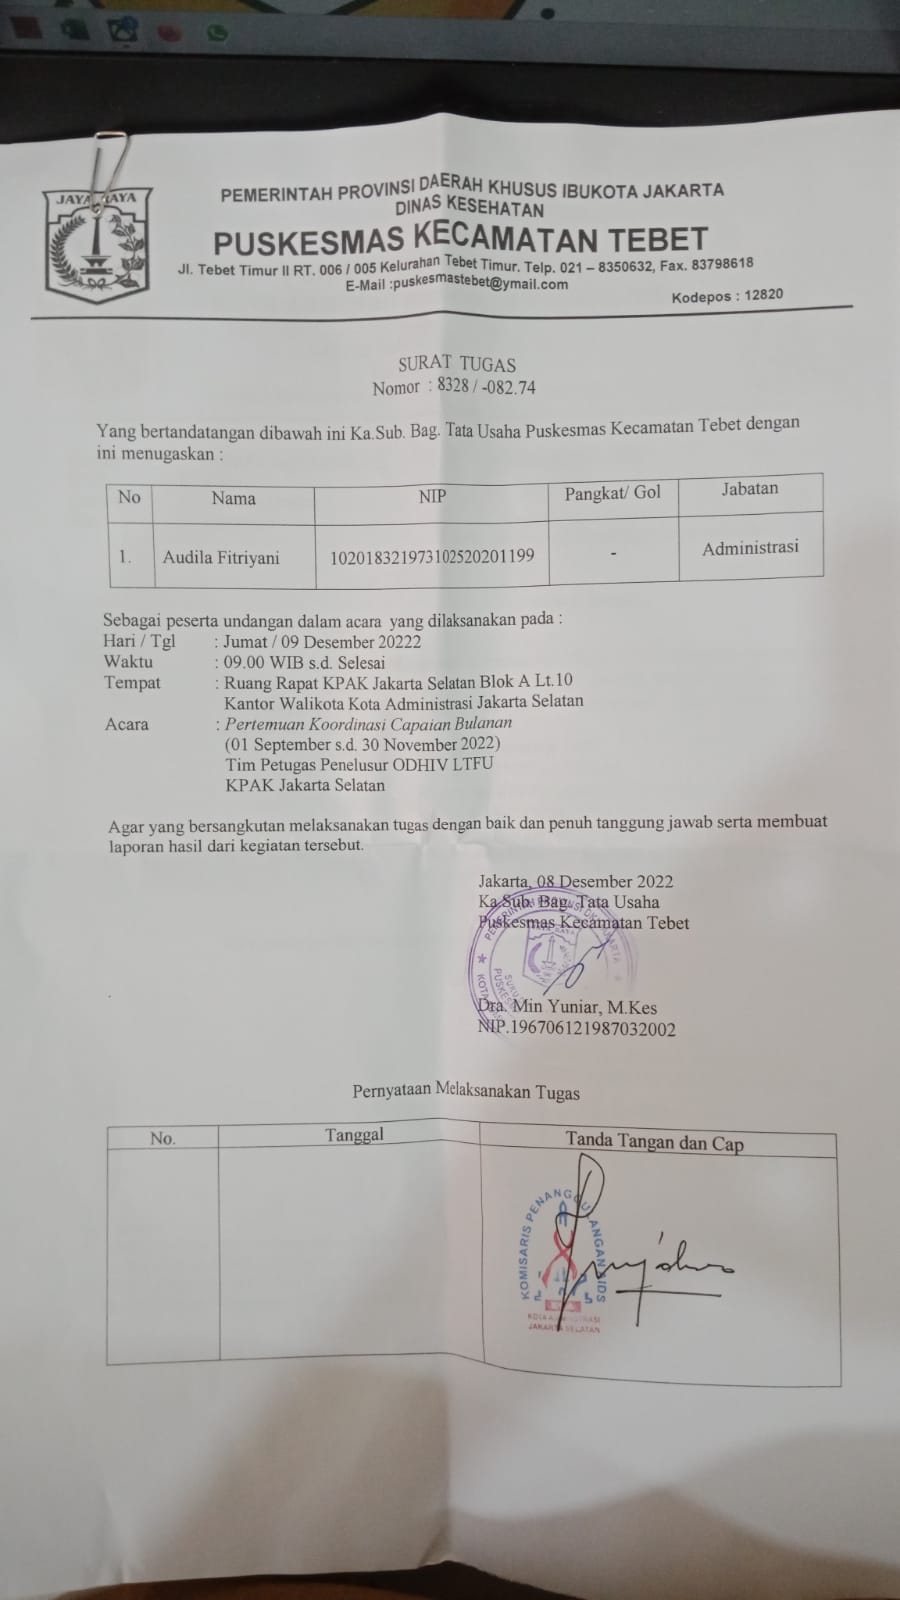 JAYA RAYA
PEMERINTAH PROVINSI DAERAH KHUSUS IBUKOTA JAKARTA
DINAS KESEHATAN
PUSKESMAS KECAMATAN TEBET
Jl. Tebet Timur II RT. 006 / 005 Kelurahan Tebet Timur. Telp. 021 – 8350632, Fax. 83798618
E-Mail :puskesmastebet@ymail.com
Kodepos : 12820
SURAT TUGAS
Nomor : 8328 / -082.74
Yang bertandatangan dibawah ini Ka.Sub. Bag. Tata Usaha Puskesmas Kecamatan Tebet dengan
ini menugaskan :
No Nama NIP Pangkat/ Gol Jabatan
1. Audila Fitriyani 102018321973102520201199 - Administrasi
Sebagai peserta undangan dalam acara yang dilaksanakan pada :
Hari / Tgl : Jumat / 09 Desember 20222
Waktu : 09.00 WIB s.d. Selesai
Tempat : Ruang Rapat KPAK Jakarta Selatan Blok A Lt.10
Kantor Walikota Kota Administrasi Jakarta Selatan
Acara : Pertemuan Koordinasi Capaian Bulanan
(01 September s.d. 30 November 2022)
Tim Petugas Penelusur ODHIV LTFU
KPAK Jakarta Selatan
Agar yang bersangkutan melaksanakan tugas dengan baik dan penuh tanggung jawab serta membuat
laporan hasil dari kegiatan tersebut.
Jakarta, 08 Desember 2022
Ka.Sub. Bag. Tata Usaha
Puskesmas Kecamatan Tebet
Dra. Min Yuniar, M.Kes
NIP.196706121987032002
Pernyataan Melaksanakan Tugas
No. Tanggal Tanda Tangan dan Cap
KOMISARIS PENANGGULANGAN AIDS
KOTA ADMINISTRASI
JAKARTA SELATAN